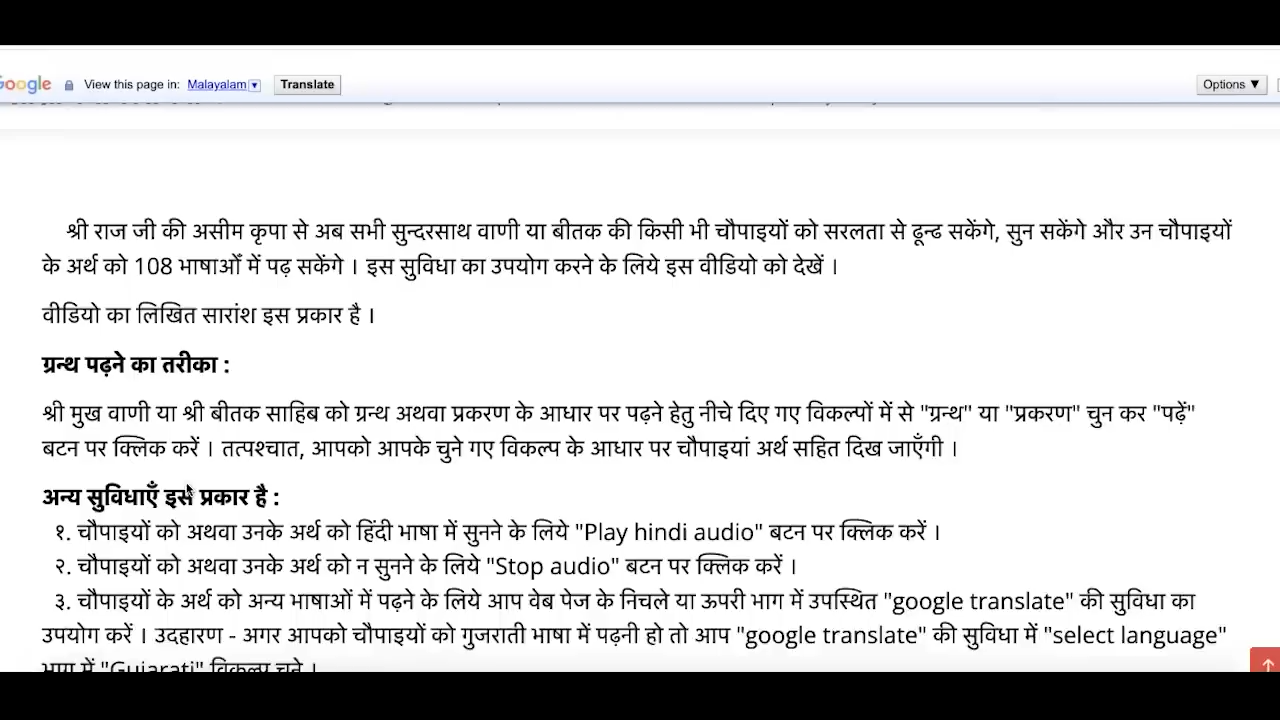 Google View this page in: Malayalam Translate Options ▼
श्री राज जी की असीम कृपा से अब सभी सुन्दरसाथ वाणी या बीतक की किसी भी चौपाइयों को सरलता से ढून्ढ सकेंगे, सुन सकेंगे और उन चौपाइयों
के अर्थ को 108 भाषाओँ में पढ़ सकेंगे । इस सुविधा का उपयोग करने के लिये इस वीडियो को देखें ।
वीडियो का लिखित सारांश इस प्रकार है ।
ग्रन्थ पढ़ने का तरीका :
श्री मुख वाणी या श्री बीतक साहिब को ग्रन्थ अथवा प्रकरण के आधार पर पढ़ने हेतु नीचे दिए गए विकल्पों में से "ग्रन्थ" या "प्रकरण" चुन कर "पढ़ें"
बटन पर क्लिक करें । तत्पश्चात, आपको आपके चुने गए विकल्प के आधार पर चौपाइयां अर्थ सहित दिख जाएँगी ।
अन्य सुविधाएँ इस प्रकार है :
१. चौपाइयों को अथवा उनके अर्थ को हिंदी भाषा में सुनने के लिये "Play hindi audio" बटन पर क्लिक करें ।
२. चौपाइयों को अथवा उनके अर्थ को न सुनने के लिये "Stop audio" बटन पर क्लिक करें ।
३. चौपाइयों के अर्थ को अन्य भाषाओं में पढ़ने के लिये आप वेब पेज के निचले या ऊपरी भाग में उपस्थित "google translate" की सुविधा का
उपयोग करें । उदहारण - अगर आपको चौपाइयों को गुजराती भाषा में पढ़नी हो तो आप "google translate" की सुविधा में "select language"
भाग में "Gujarati" विकल्प चुने ।